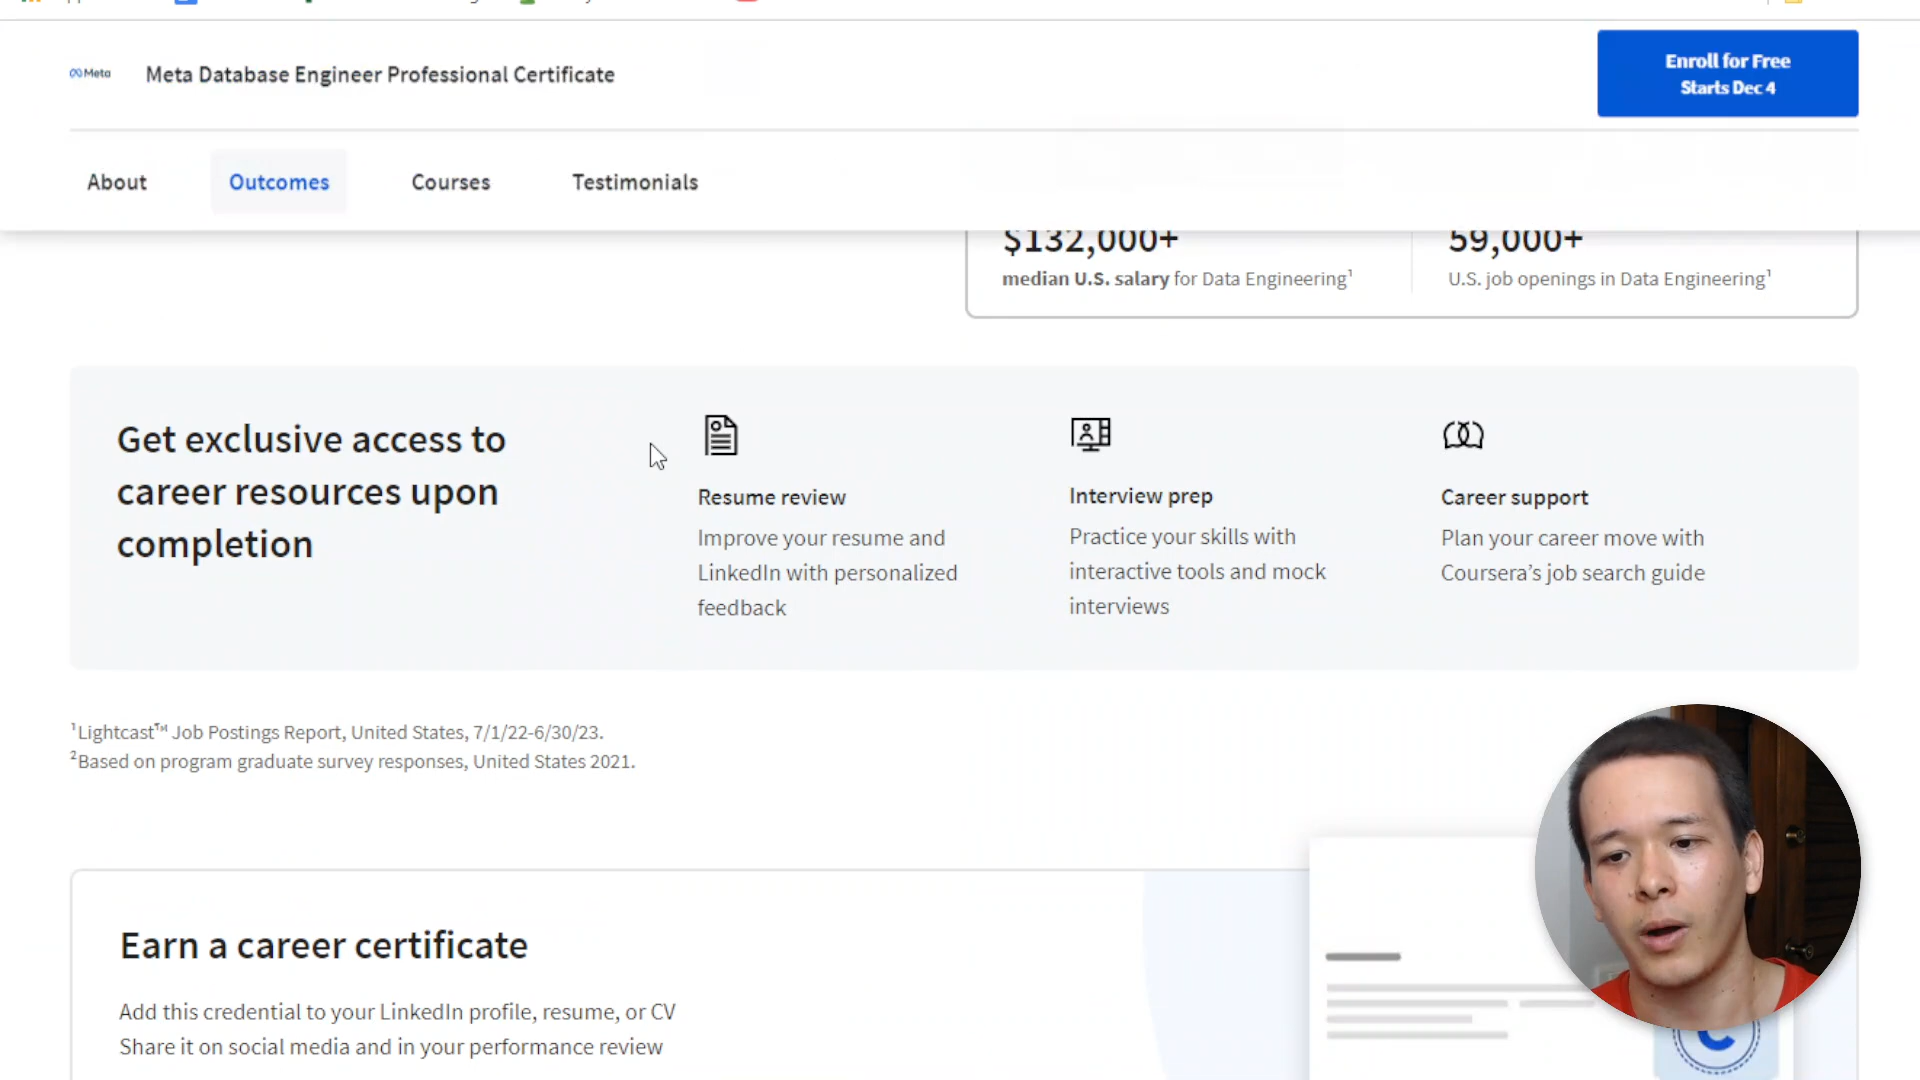 Meta
Meta Database Engineer Professional Certificate
Enroll for Free
Starts Dec 4
About
Outcomes
Courses
Testimonials
$132,000+
median U.S. salary for Data Engineering¹
59,000+
U.S. job openings in Data Engineering¹
Get exclusive access to
career resources upon
completion
Resume review
Improve your resume and
LinkedIn with personalized
feedback
Interview prep
Practice your skills with
interactive tools and mock
interviews
Career support
Plan your career move with
Coursera’s job search guide
¹Lightcast™ Job Postings Report, United States, 7/1/22-6/30/23.
²Based on program graduate survey responses, United States 2021.
Earn a career certificate
Add this credential to your LinkedIn profile, resume, or CV
Share it on social media and in your performance review